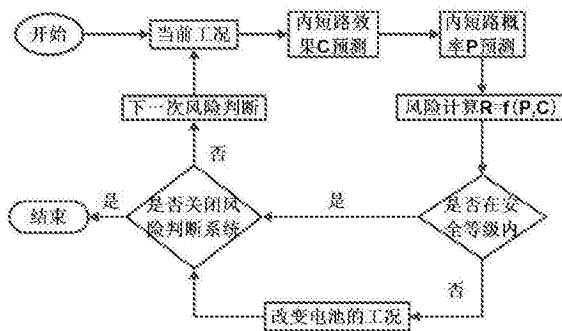 开始
当前工况
内短路效
果C预测
内短路概
率P预测
下一次风险判断
风险计算R=f(P,C)
否
是
结束
是否关闭风
险判断系统
是
是否在安
全等级内
否
改变电池的工况